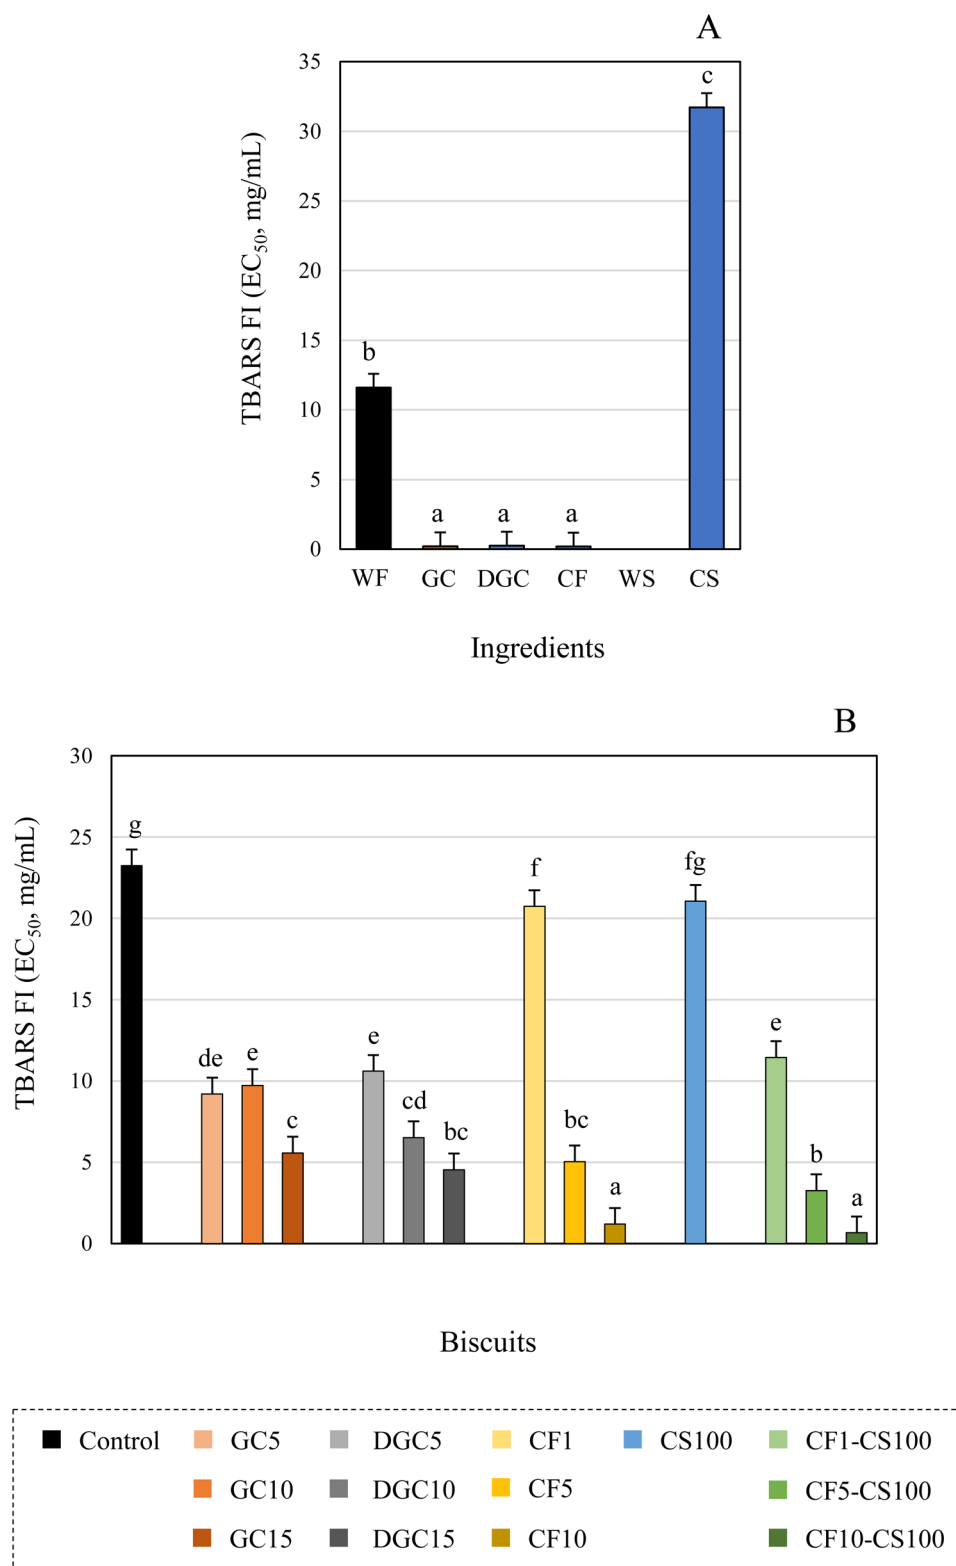 A
35
30
25
20
15
10
5
0
TBARS FI (EC50, mg/mL)
b
a
a
a
c
WF GC DGC CF WS CS
Ingredients
B
30
25
20
15
10
5
0
TBARS FI (EC50, mg/mL)
g
de
e
c
e
cd
bc
f
bc
a
fg
e
b
a
Biscuits
Control GC5 DGC5 CF1 CS100 CF1-CS100
GC10 DGC10 CF5 CF5-CS100
GC15 DGC15 CF10 CF10-CS100